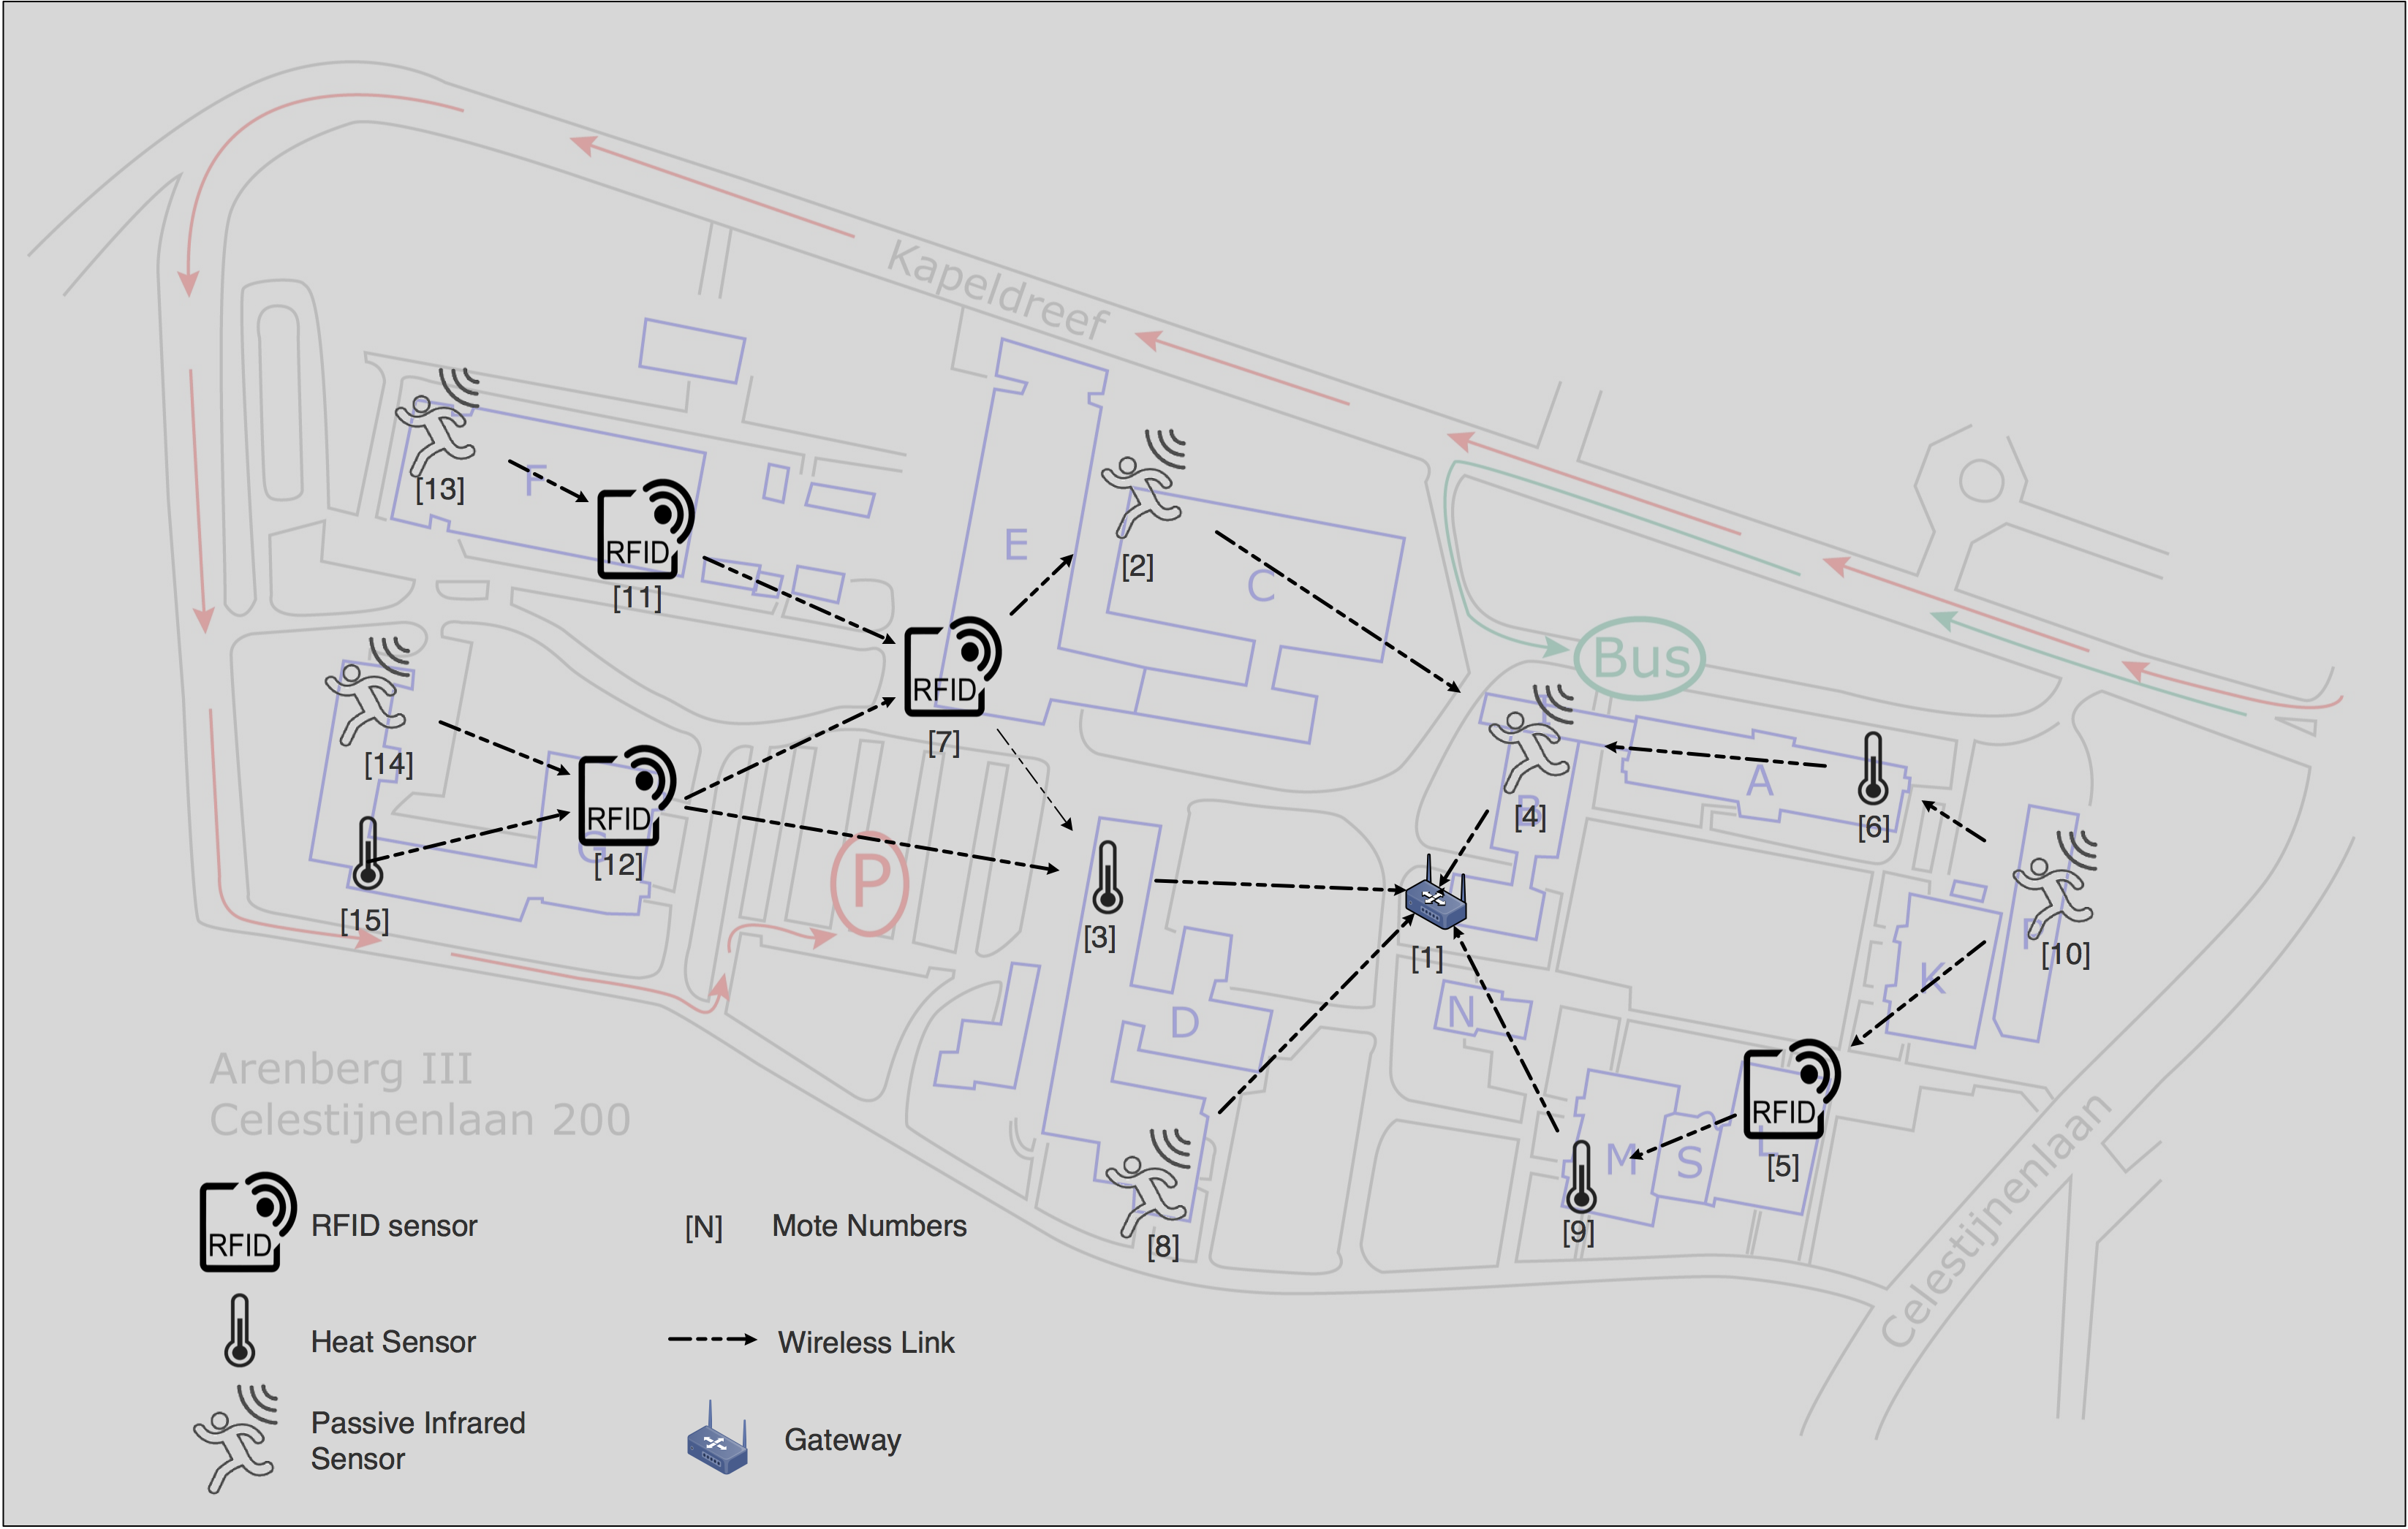 Kapeldreef
[13]
F
RFID
[11]
E
[2]
C
Bus
RFID
[7]
[14]
RFID
G
[12]
[15]
P
[3]
D
[4]
B
A
[6]
[10]
K
[1]
N
M
S
L
RFID
[5]
[9]
[8]
Celestijnenlaan
Arenberg III
Celestijnenlaan 200
RFID
RFID sensor
[N]
Mote Numbers
Heat Sensor
Wireless Link
Passive Infrared
Sensor
Gateway